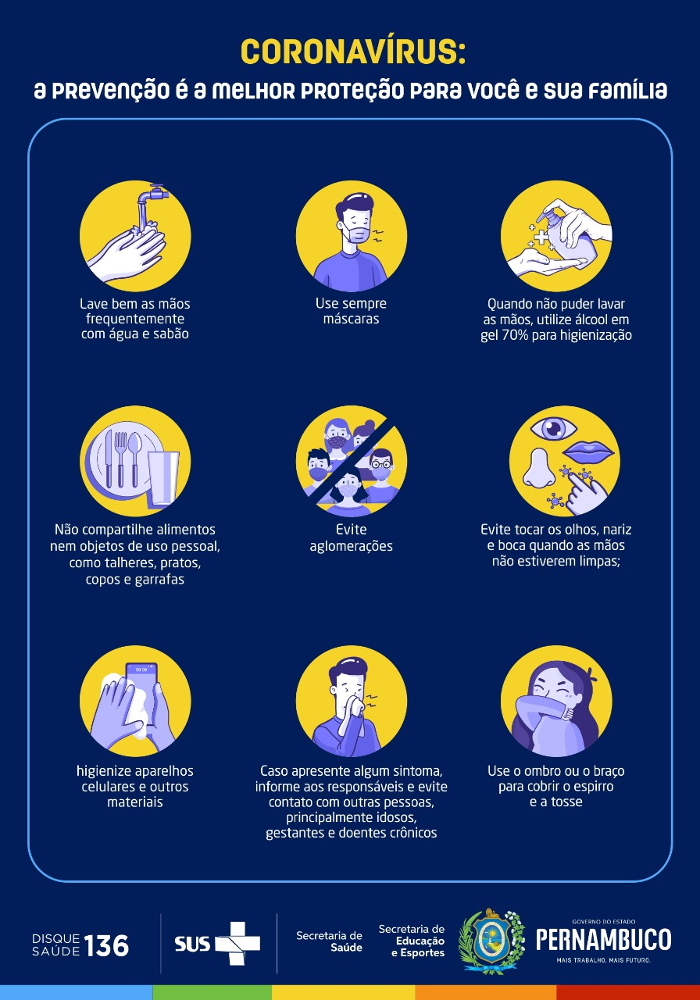 CORONAVÍRUS:
a PREVENÇÃO é a MELHOR PROTEÇÃO PARA VOCÊ e sua FAMÍLIA
Lave bem as mãos
frequentemente
com água e sabão
Use sempre
máscaras
Quando não puder lavar
as mãos, utilize álcool em
gel 70% para higienização
Não compartilhe alimentos
nem objetos de uso pessoal,
como talheres, pratos,
copos e garrafas
Evite
aglomerações
Evite tocar os olhos, nariz
e boca quando as mãos
não estiverem limpas;
higienize aparelhos
celulares e outros
materiais
Caso apresente algum sintoma,
informe aos responsáveis e evite
contato com outras pessoas,
principalmente idosos,
gestantes e doentes crônicos
Use o ombro ou o braço
para cobrir o espirro
e a tosse
DISQUE
SAÚDE 136
SUS
Secretaria de
Saúde
Secretaria de
Educação
e Esportes
GOVERNO DO ESTADO
PERNAMBUCO
MAIS TRABALHO, MAIS FUTURO.